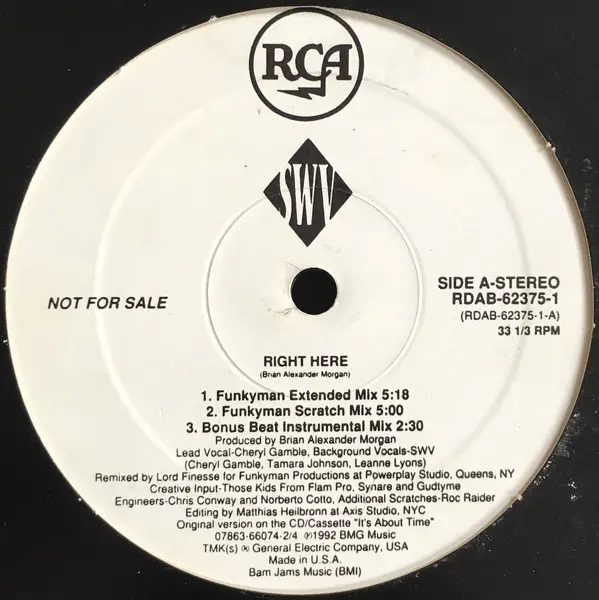 RCA
SWV
NOT FOR SALE
SIDE A-STEREO
RDAB-62375-1
(RDAB-62375-1-A)
33 1/3 RPM
RIGHT HERE
(Brian Alexander Morgan)
1. Funkyman Extended Mix 5:18
2. Funkyman Scratch Mix 5:00
3. Bonus Beat Instrumental Mix 2:30
Produced by Brian Alexander Morgan
Lead Vocal-Cheryl Gamble, Background Vocals-SWV
(Cheryl Gamble, Tamara Johnson, Leanne Lyons)
Remixed by Lord Finesse for Funkyman Productions at Powerplay Studio, Queens, NY
Creative Input-Those Kids From Flam Pro, Synare and Gudtyme
Engineers-Chris Conway and Norberto Cotto, Additional Scratches-Roc Raider
Editing by Matthias Heilbronn at Axis Studio, NYC
Original version on the CD/Cassette "It's About Time"
07863-66074-2/4 ℗1992 BMG Music
TMK(s) ® General Electric Company, USA
Made in U.S.A.
Bam Jams Music (BMI)